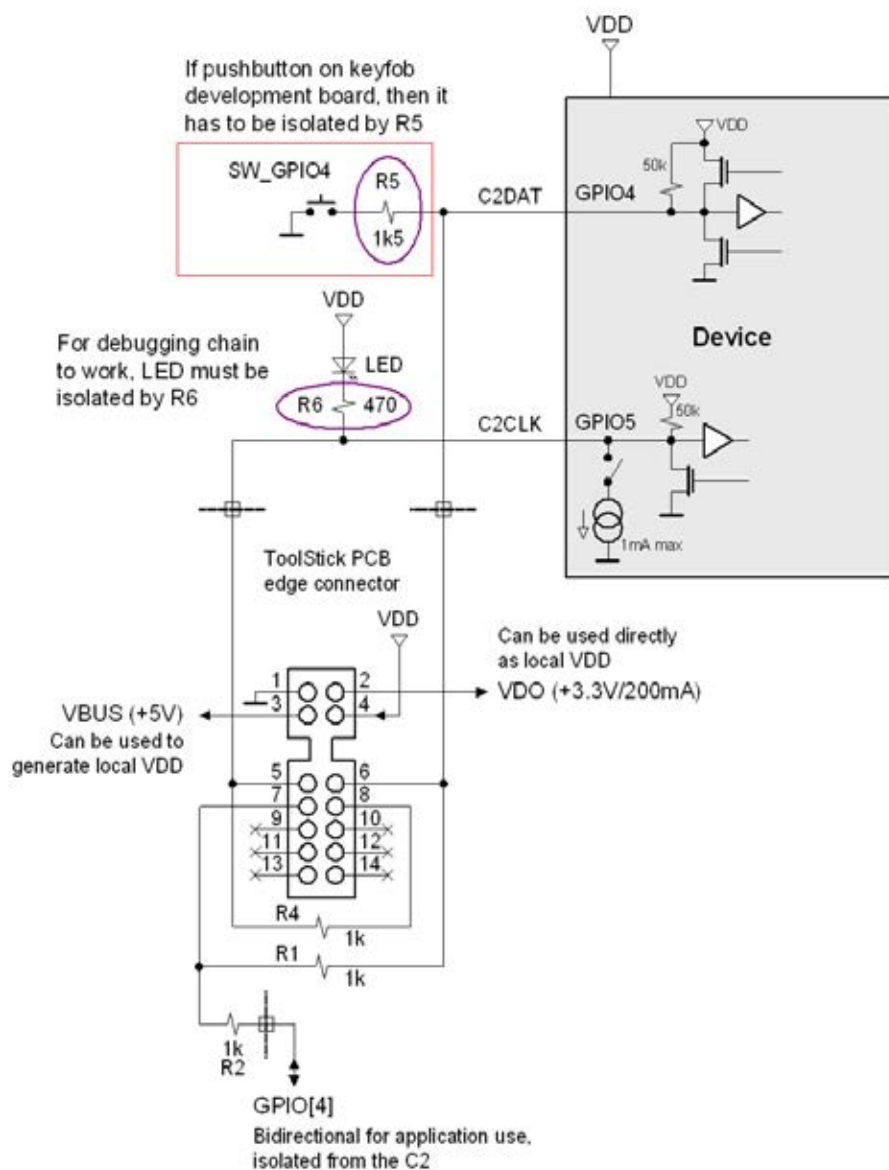 VDD
If pushbutton on keyfob
development board, then it
has to be isolated by R5
SW_GPIO4
R5
1k5
C2DAT
GPIO4
VDD
50k
VDD
For debugging chain
to work, LED must be
isolated by R6
LED
R6
470
Device
C2CLK
GPIO5
VDD
50k
1mA max
ToolStick PCB
edge connector
VDD
Can be used directly
as local VDD
VDO (+3.3V/200mA)
1
2
3
4
VBUS (+5V)
Can be used to
generate local VDD
5
6
7
8
9
10
11
12
13
14
R4
1k
R1
1k
1k
R2
GPIO[4]
Bidirectional for application use,
isolated from the C2